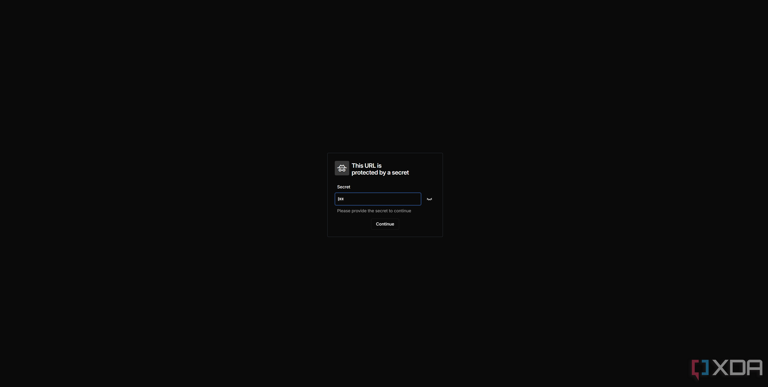 This URL is
protected by a secret
Secret
Please provide the secret to continue
Continue
XDA